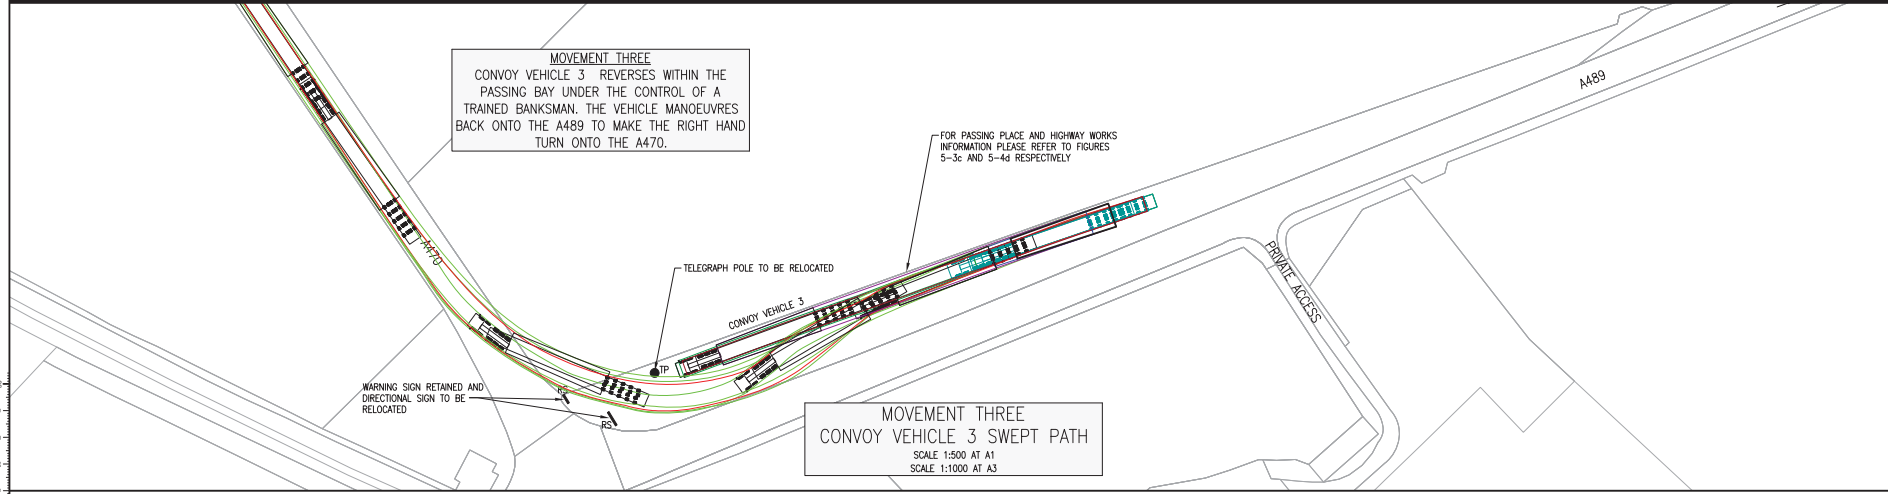 MOVEMENT THREE
CONVOY VEHICLE 3 REVERSES WITHIN THE
PASSING BAY UNDER THE CONTROL OF A
TRAINED BANKSMAN. THE VEHICLE MANOEUVRES
BACK ONTO THE A489 TO MAKE THE RIGHT HAND
TURN ONTO THE A470.
A489
FOR PASSING PLACE AND HIGHWAY WORKS
INFORMATION PLEASE REFER TO FIGURES
5-3c AND 5-4d RESPECTIVELY
A470
TELEGRAPH POLE TO BE RELOCATED
PRIVATE ACCESS
CONVOY VEHICLE 3
TP
WARNING SIGN RETAINED AND
DIRECTIONAL SIGN TO BE
RELOCATED
RS
RS
MOVEMENT THREE
CONVOY VEHICLE 3 SWEPT PATH
SCALE 1:500 AT A1
SCALE 1:1000 AT A3